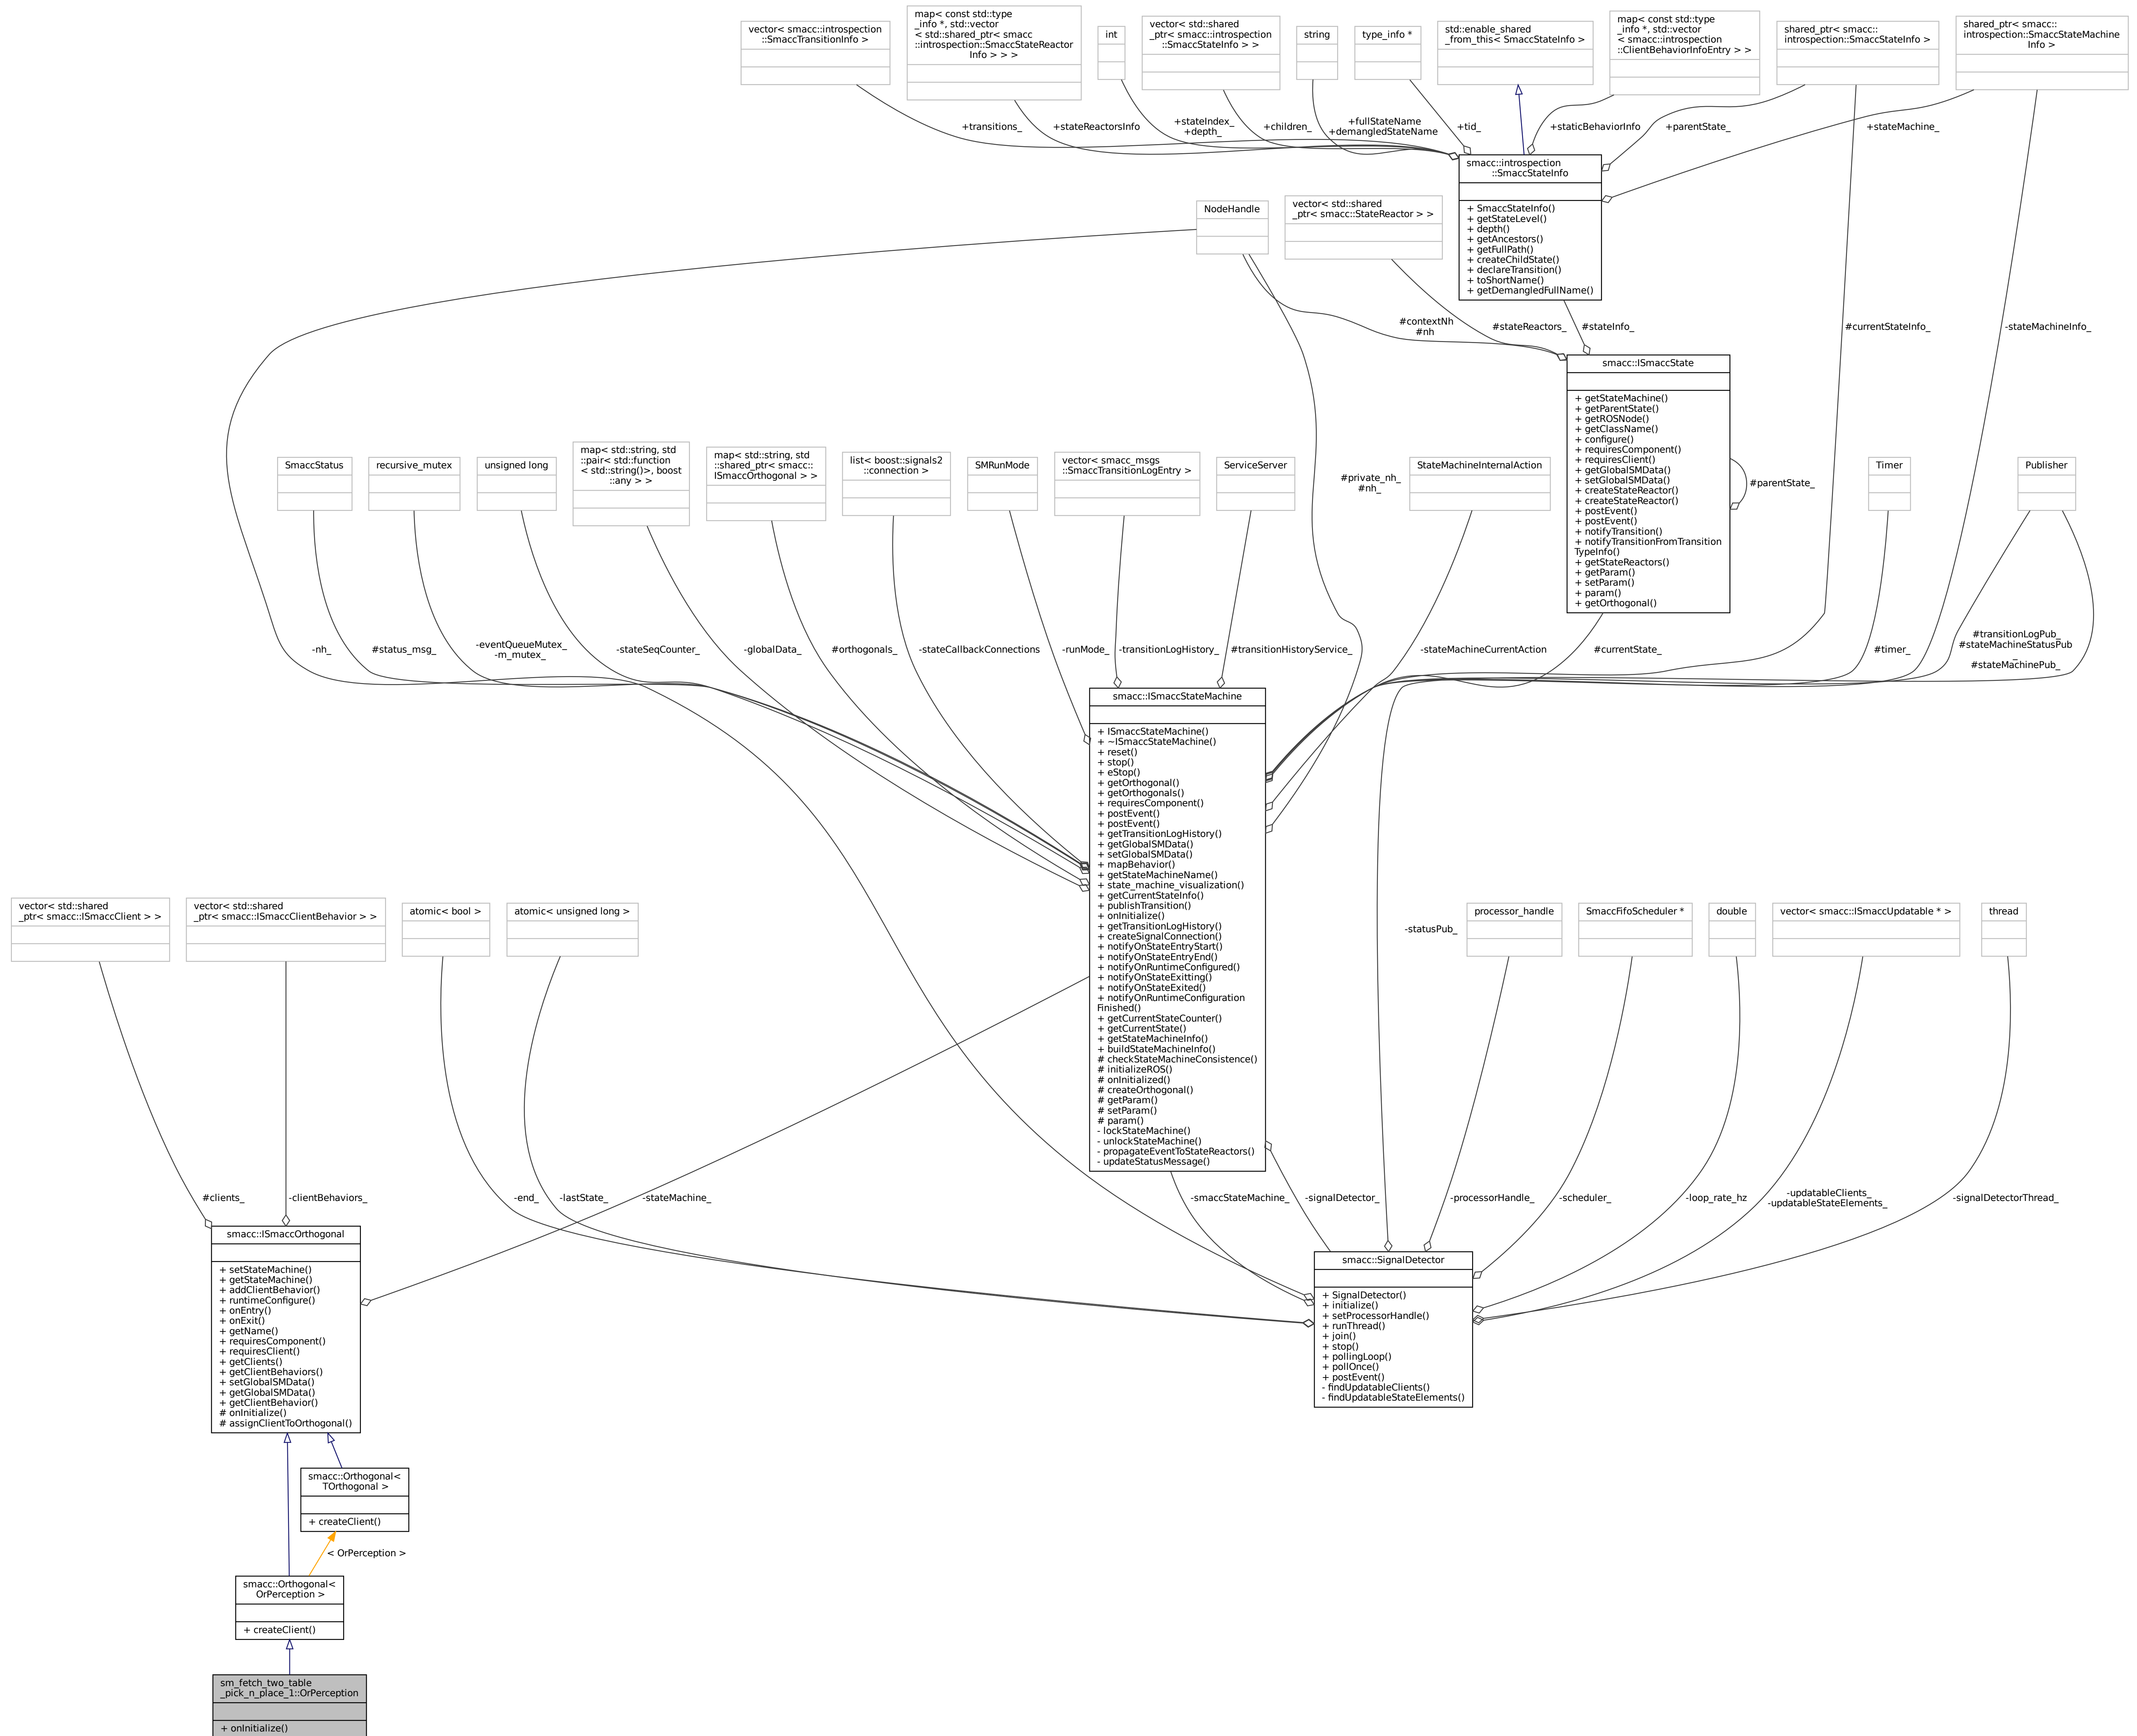 vector< smacc::introspection
::SmaccTransitionInfo >
map< const std::type
_info *, std::vector
< std::shared_ptr< smacc
::introspection::SmaccStateReactor
Info > > >
int
vector< std::shared
_ptr< smacc::introspection
::SmaccStateInfo > >
string
type_info *
std::enable_shared
_from_this< SmaccStateInfo >
map< const std::type
_info *, std::vector
< smacc::introspection
::ClientBehaviorInfoEntry > >
shared_ptr< smacc::
introspection::SmaccStateInfo >
shared_ptr< smacc::
introspection::SmaccStateMachine
Info >
+transitions_
+stateReactorsInfo
+stateIndex_
+depth_
+children_
+fullStateName
+demangledStateName
+tid_
+staticBehaviorInfo
+parentState_
+stateMachine_
smacc::introspection
::SmaccStateInfo
+ SmaccStateInfo()
+ getStateLevel()
+ depth()
+ getAncestors()
+ getFullPath()
+ createChildState()
+ declareTransition()
+ toShortName()
+ getDemangledFullName()
NodeHandle
vector< std::shared
_ptr< smacc::StateReactor > >
#contextNh
#nh
#stateReactors_
#stateInfo_
#currentStateInfo_
-stateMachineInfo_
smacc::ISmaccState
+ getStateMachine()
+ getParentState()
+ getROSNode()
+ getClassName()
+ configure()
+ requiresComponent()
+ requiresClient()
+ getGlobalSMData()
+ setGlobalSMData()
+ createStateReactor()
+ createStateReactor()
+ postEvent()
+ postEvent()
+ notifyTransition()
+ notifyTransitionFromTransition
TypeInfo()
+ getStateReactors()
+ getParam()
+ setParam()
+ param()
+ getOrthogonal()
#parentState_
SmaccStatus
recursive_mutex
unsigned long
map< std::string, std
::pair< std::function
< std::string()>, boost
::any > >
map< std::string, std
::shared_ptr< smacc::
ISmaccOrthogonal > >
list< boost::signals2
::connection >
SMRunMode
vector< smacc_msgs
::SmaccTransitionLogEntry >
ServiceServer
#private_nh_
#nh_
StateMachineInternalAction
Timer
Publisher
-nh_
#status_msg_
-eventQueueMutex_
-m_mutex_
-stateSeqCounter_
-globalData_
#orthogonals_
-stateCallbackConnections
-runMode_
-transitionLogHistory_
#transitionHistoryService_
-stateMachineCurrentAction
#currentState_
#timer_
#transitionLogPub_
#stateMachineStatusPub
_
#stateMachinePub_
smacc::ISmaccStateMachine
+ ISmaccStateMachine()
+ ~ISmaccStateMachine()
+ reset()
+ stop()
+ eStop()
+ getOrthogonal()
+ getOrthogonals()
+ requiresComponent()
+ postEvent()
+ postEvent()
+ getTransitionLogHistory()
+ getGlobalSMData()
+ setGlobalSMData()
+ mapBehavior()
+ getStateMachineName()
+ state_machine_visualization()
+ getCurrentStateInfo()
+ publishTransition()
+ onInitialize()
+ getTransitionLogHistory()
+ createSignalConnection()
+ notifyOnStateEntryStart()
+ notifyOnStateEntryEnd()
+ notifyOnRuntimeConfigured()
+ notifyOnStateExitting()
+ notifyOnStateExited()
+ notifyOnRuntimeConfiguration
Finished()
+ getCurrentStateCounter()
+ getCurrentState()
+ getStateMachineInfo()
+ buildStateMachineInfo()
# checkStateMachineConsistence()
# initializeROS()
# onInitialized()
# createOrthogonal()
# getParam()
# setParam()
# param()
- lockStateMachine()
- unlockStateMachine()
- propagateEventToStateReactors()
- updateStatusMessage()
vector< std::shared
_ptr< smacc::ISmaccClient > >
vector< std::shared
_ptr< smacc::ISmaccClientBehavior > >
atomic< bool >
atomic< unsigned long >
-statusPub_
processor_handle
SmaccFifoScheduler *
double
vector< smacc::ISmaccUpdatable * >
thread
#clients_
-clientBehaviors_
-end_
-lastState_
-stateMachine_
-smaccStateMachine_
-signalDetector_
-processorHandle_
-scheduler_
-loop_rate_hz
-updatableClients_
-updatableStateElements_
-signalDetectorThread_
smacc::ISmaccOrthogonal
+ setStateMachine()
+ getStateMachine()
+ addClientBehavior()
+ runtimeConfigure()
+ onEntry()
+ onExit()
+ getName()
+ requiresComponent()
+ requiresClient()
+ getClients()
+ getClientBehaviors()
+ setGlobalSMData()
+ getGlobalSMData()
+ getClientBehavior()
# onInitialize()
# assignClientToOrthogonal()
smacc::SignalDetector
+ SignalDetector()
+ initialize()
+ setProcessorHandle()
+ runThread()
+ join()
+ stop()
+ pollingLoop()
+ pollOnce()
+ postEvent()
- findUpdatableClients()
- findUpdatableStateElements()
smacc::Orthogonal<
TOrthogonal >
+ createClient()
< OrPerception >
smacc::Orthogonal<
OrPerception >
+ createClient()
sm_fetch_two_table
_pick_n_place_1::OrPerception
+ onInitialize()